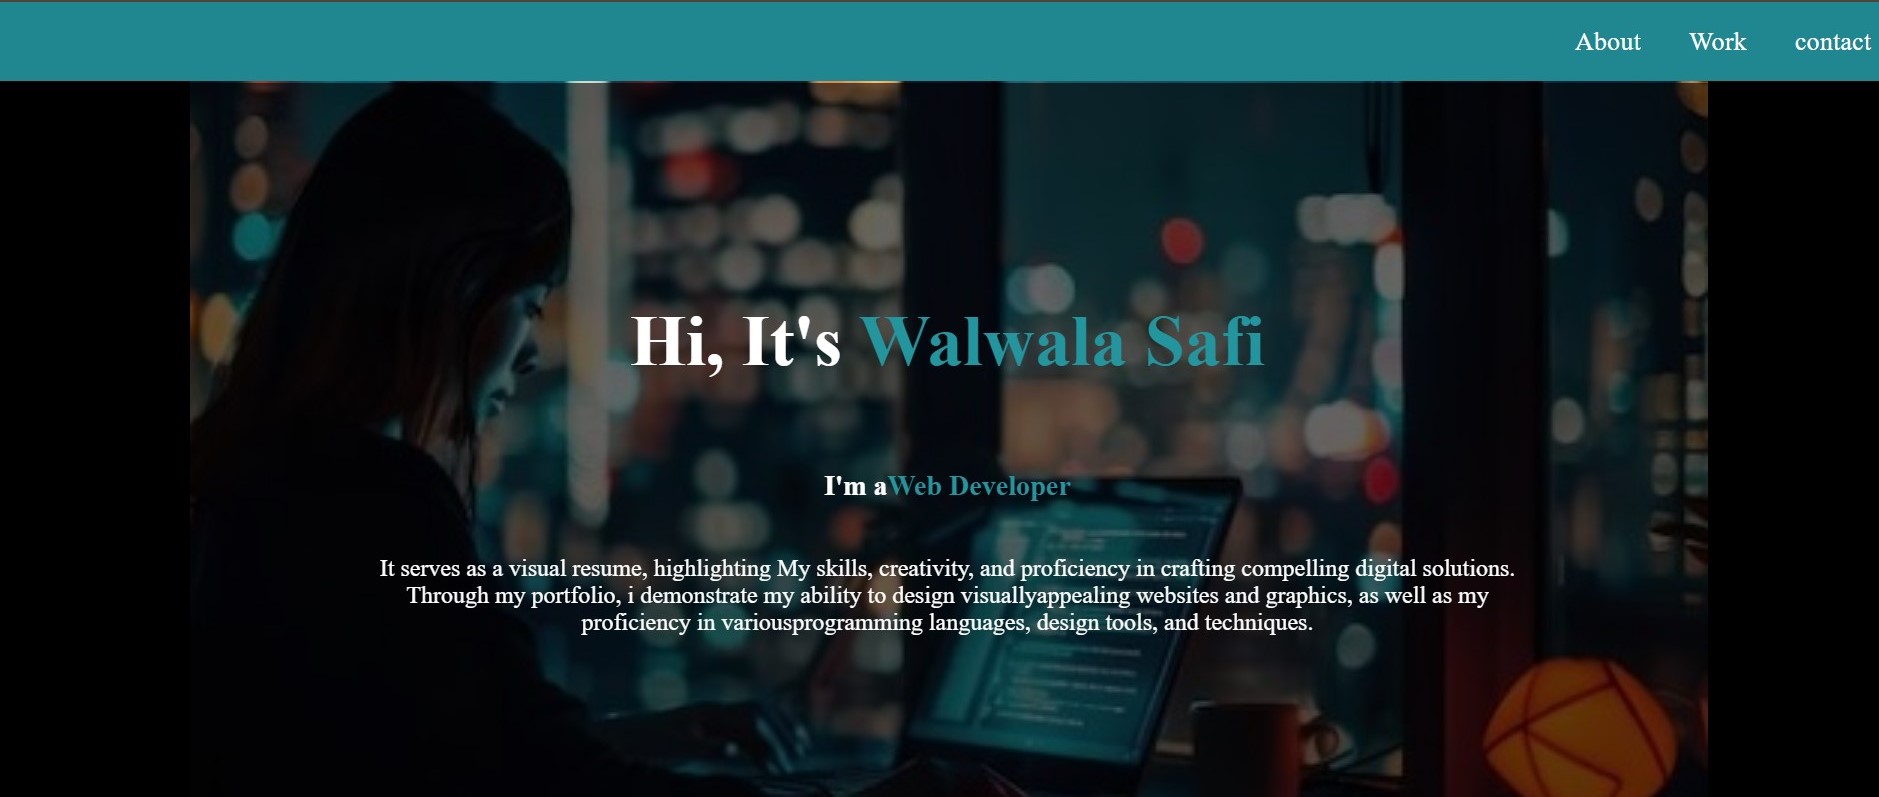 About Work contact
Hi, It's Walwala Safi
I'm aWeb Developer
It serves as a visual resume, highlighting My skills, creativity, and proficiency in crafting compelling digital solutions.
Through my portfolio, i demonstrate my ability to design visuallyappealing websites and graphics, as well as my
proficiency in variousprogramming languages, design tools, and techniques.